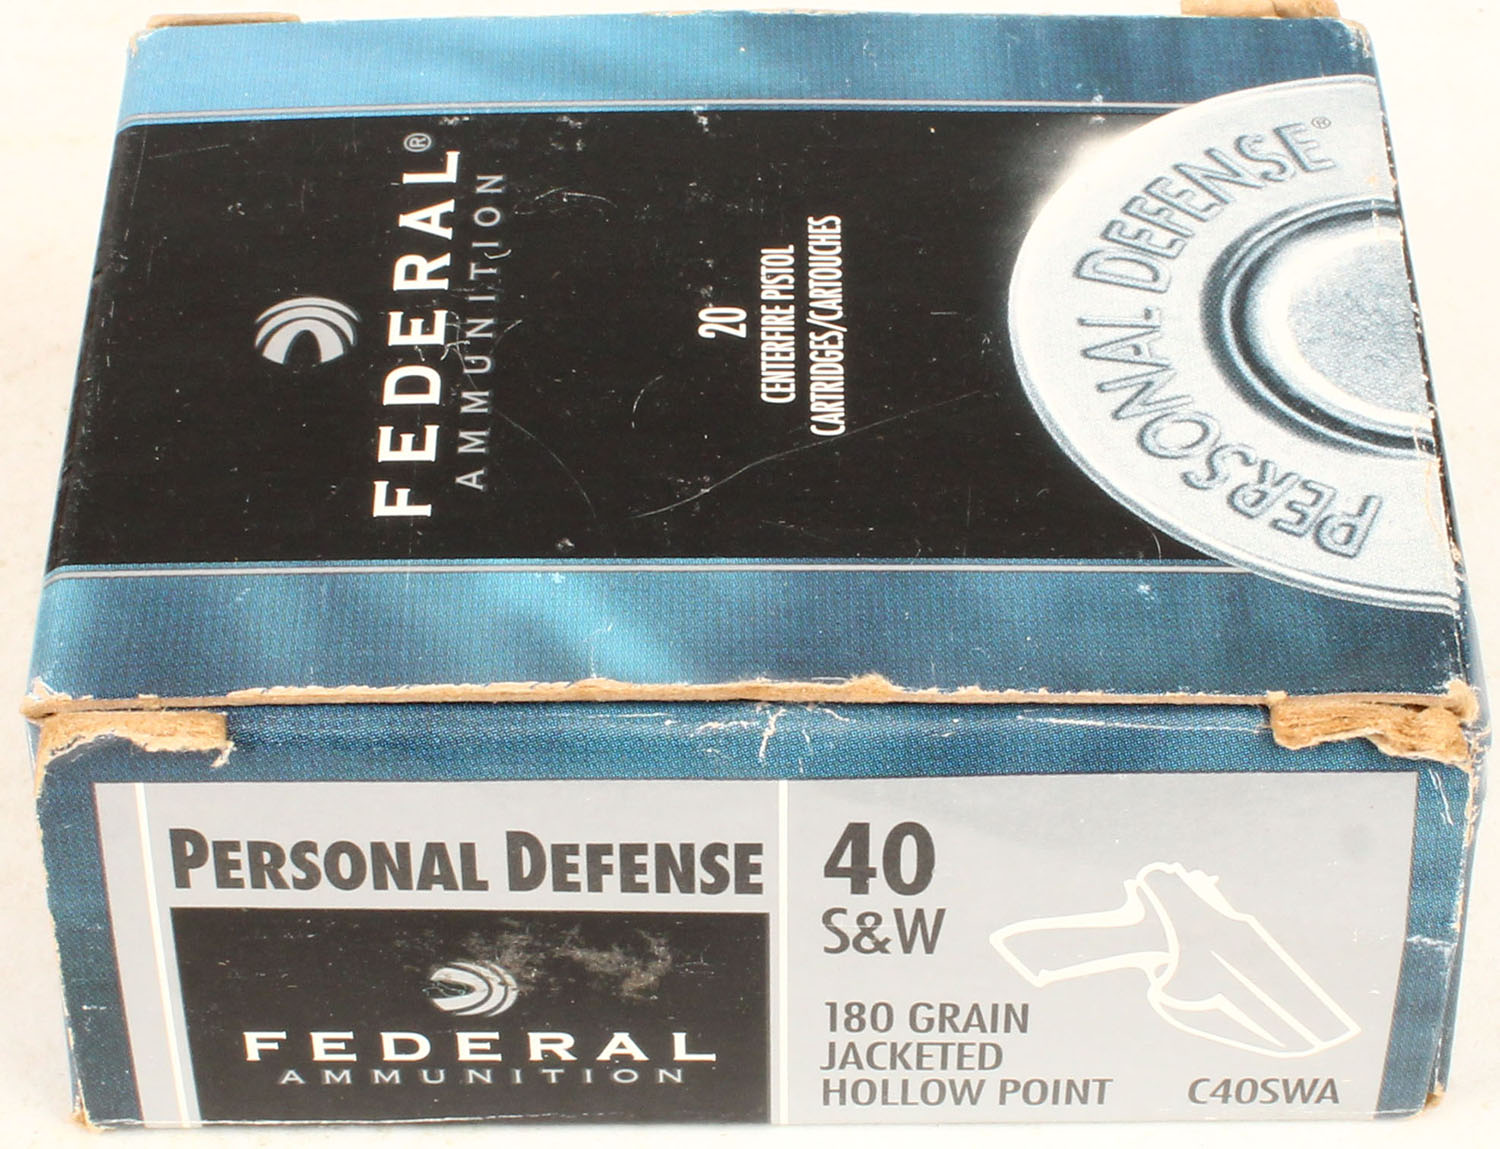 FEDERAL®
AMMUNITION
20
CENTERFIRE PISTOL
CARTRIDGES/CARTOUCHES
PERSONAL DEFENSE®
PERSONAL DEFENSE
FEDERAL
AMMUNITION
40
S&W
180 GRAIN
JACKETED
HOLLOW POINT
C40SWA